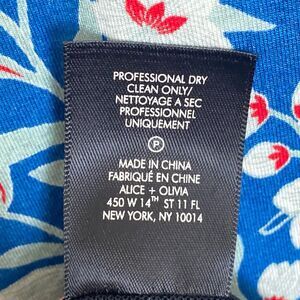 PROFESSIONAL DRY
CLEAN ONLY/
NETTOYAGE A SEC
PROFESSIONNEL
UNIQUEMENT
P
MADE IN CHINA
FABRIQUÉ EN CHINE
ALICE + OLIVIA
450 W 14TH ST 11 FL
NEW YORK, NY 10014